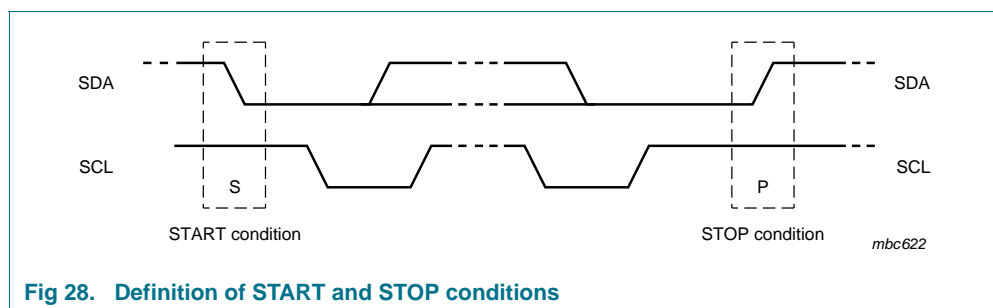 SDA SDA
SCL SCL
S P
START condition STOP condition
mbc622
Fig 28. Definition of START and STOP conditions